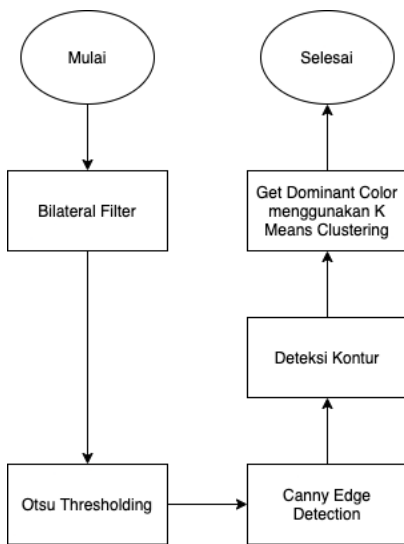 Mulai
Bilateral Filter
Otsu Thresholding
Canny Edge
Detection
Deteksi Kontur
Get Dominant Color
menggunakan K
Means Clustering
Selesai